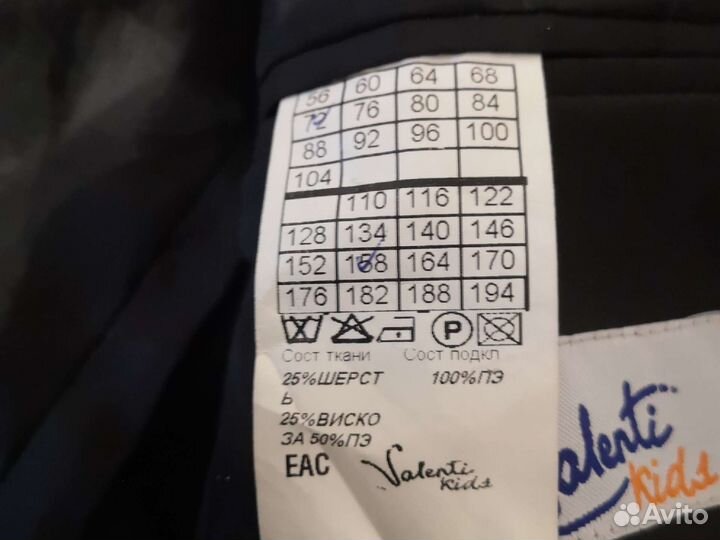 56 60 64 68
72 76 80 84
88 92 96 100
104
110 116 122
128 134 140 146
152 158 164 170
176 182 188 194
P
Сост ткани Сост подкл
25%ШЕРСТ 100%ПЭ
Ь
25%ВИСКО
ЗА 50%ПЭ
ЕАС Valenti
Kids
Valenti
Kids
Avito